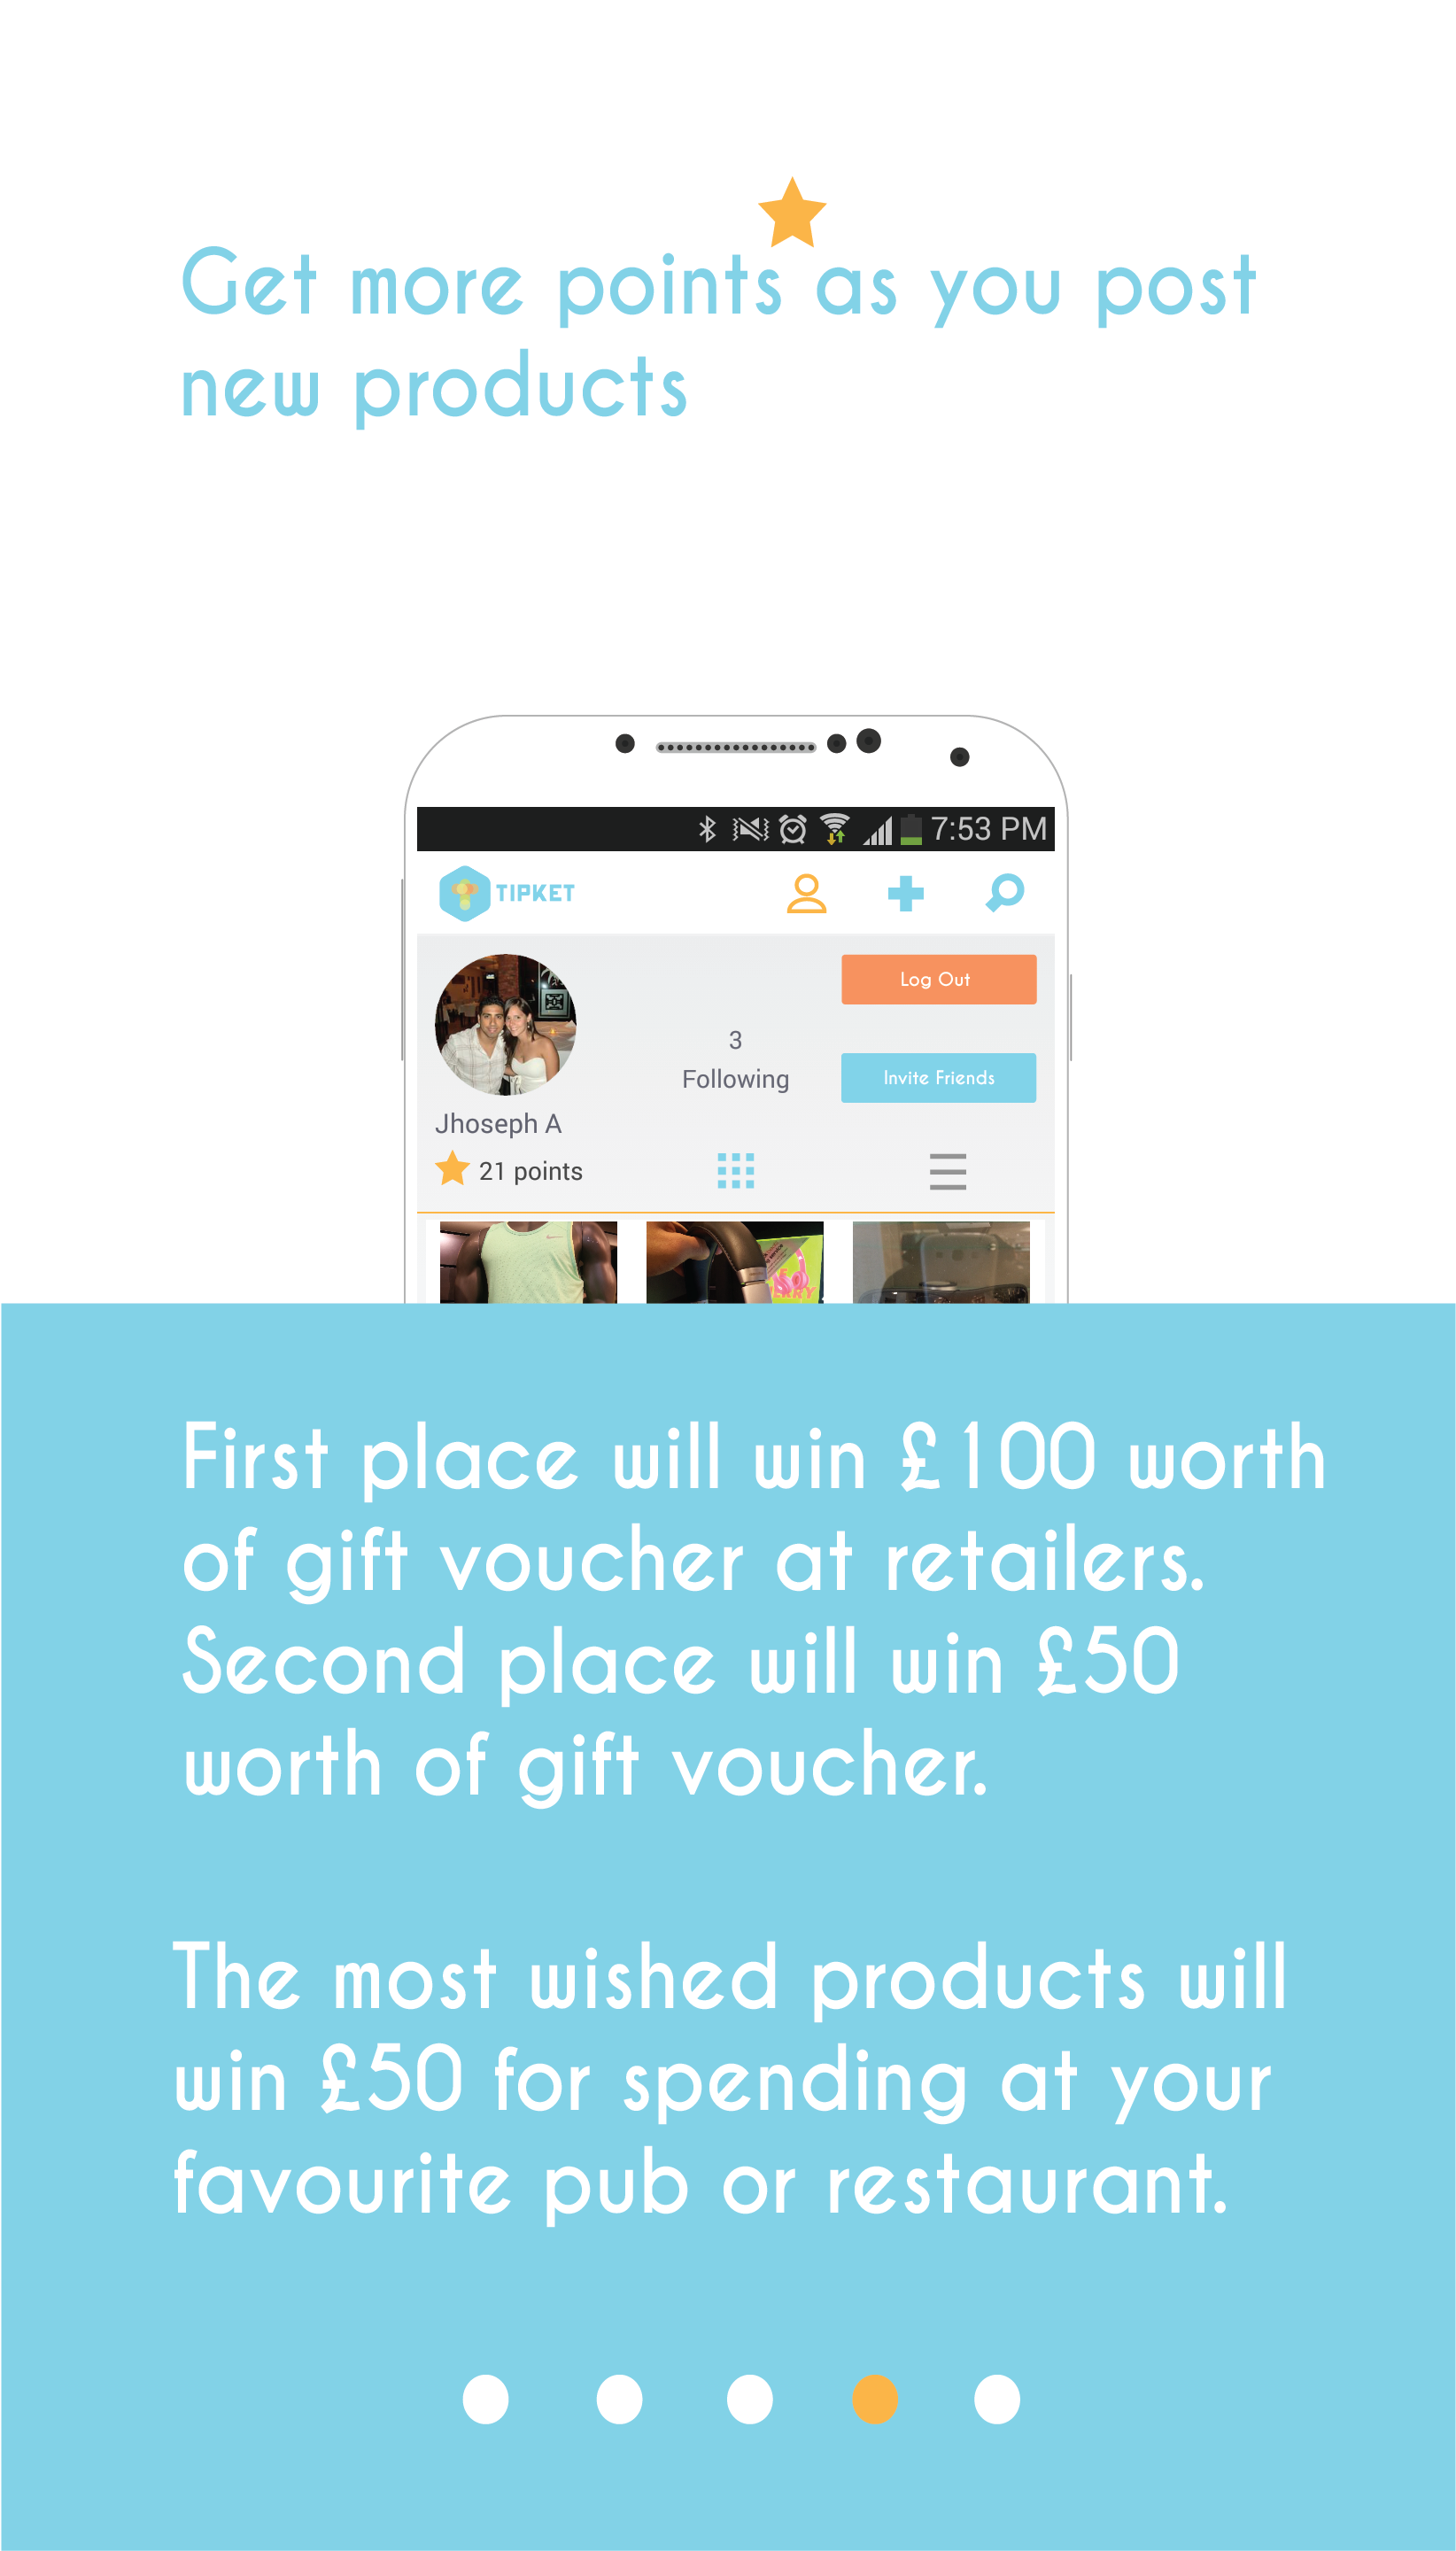 Get more points as you post
new products
7:53 PM
TIPKET
Log Out
3
Following
Invite Friends
Jhoseph A
21 points
First place will win £100 worth
of gift voucher at retailers.
Second place will win £50
worth of gift voucher.
The most wished products will
win £50 for spending at your
favourite pub or restaurant.